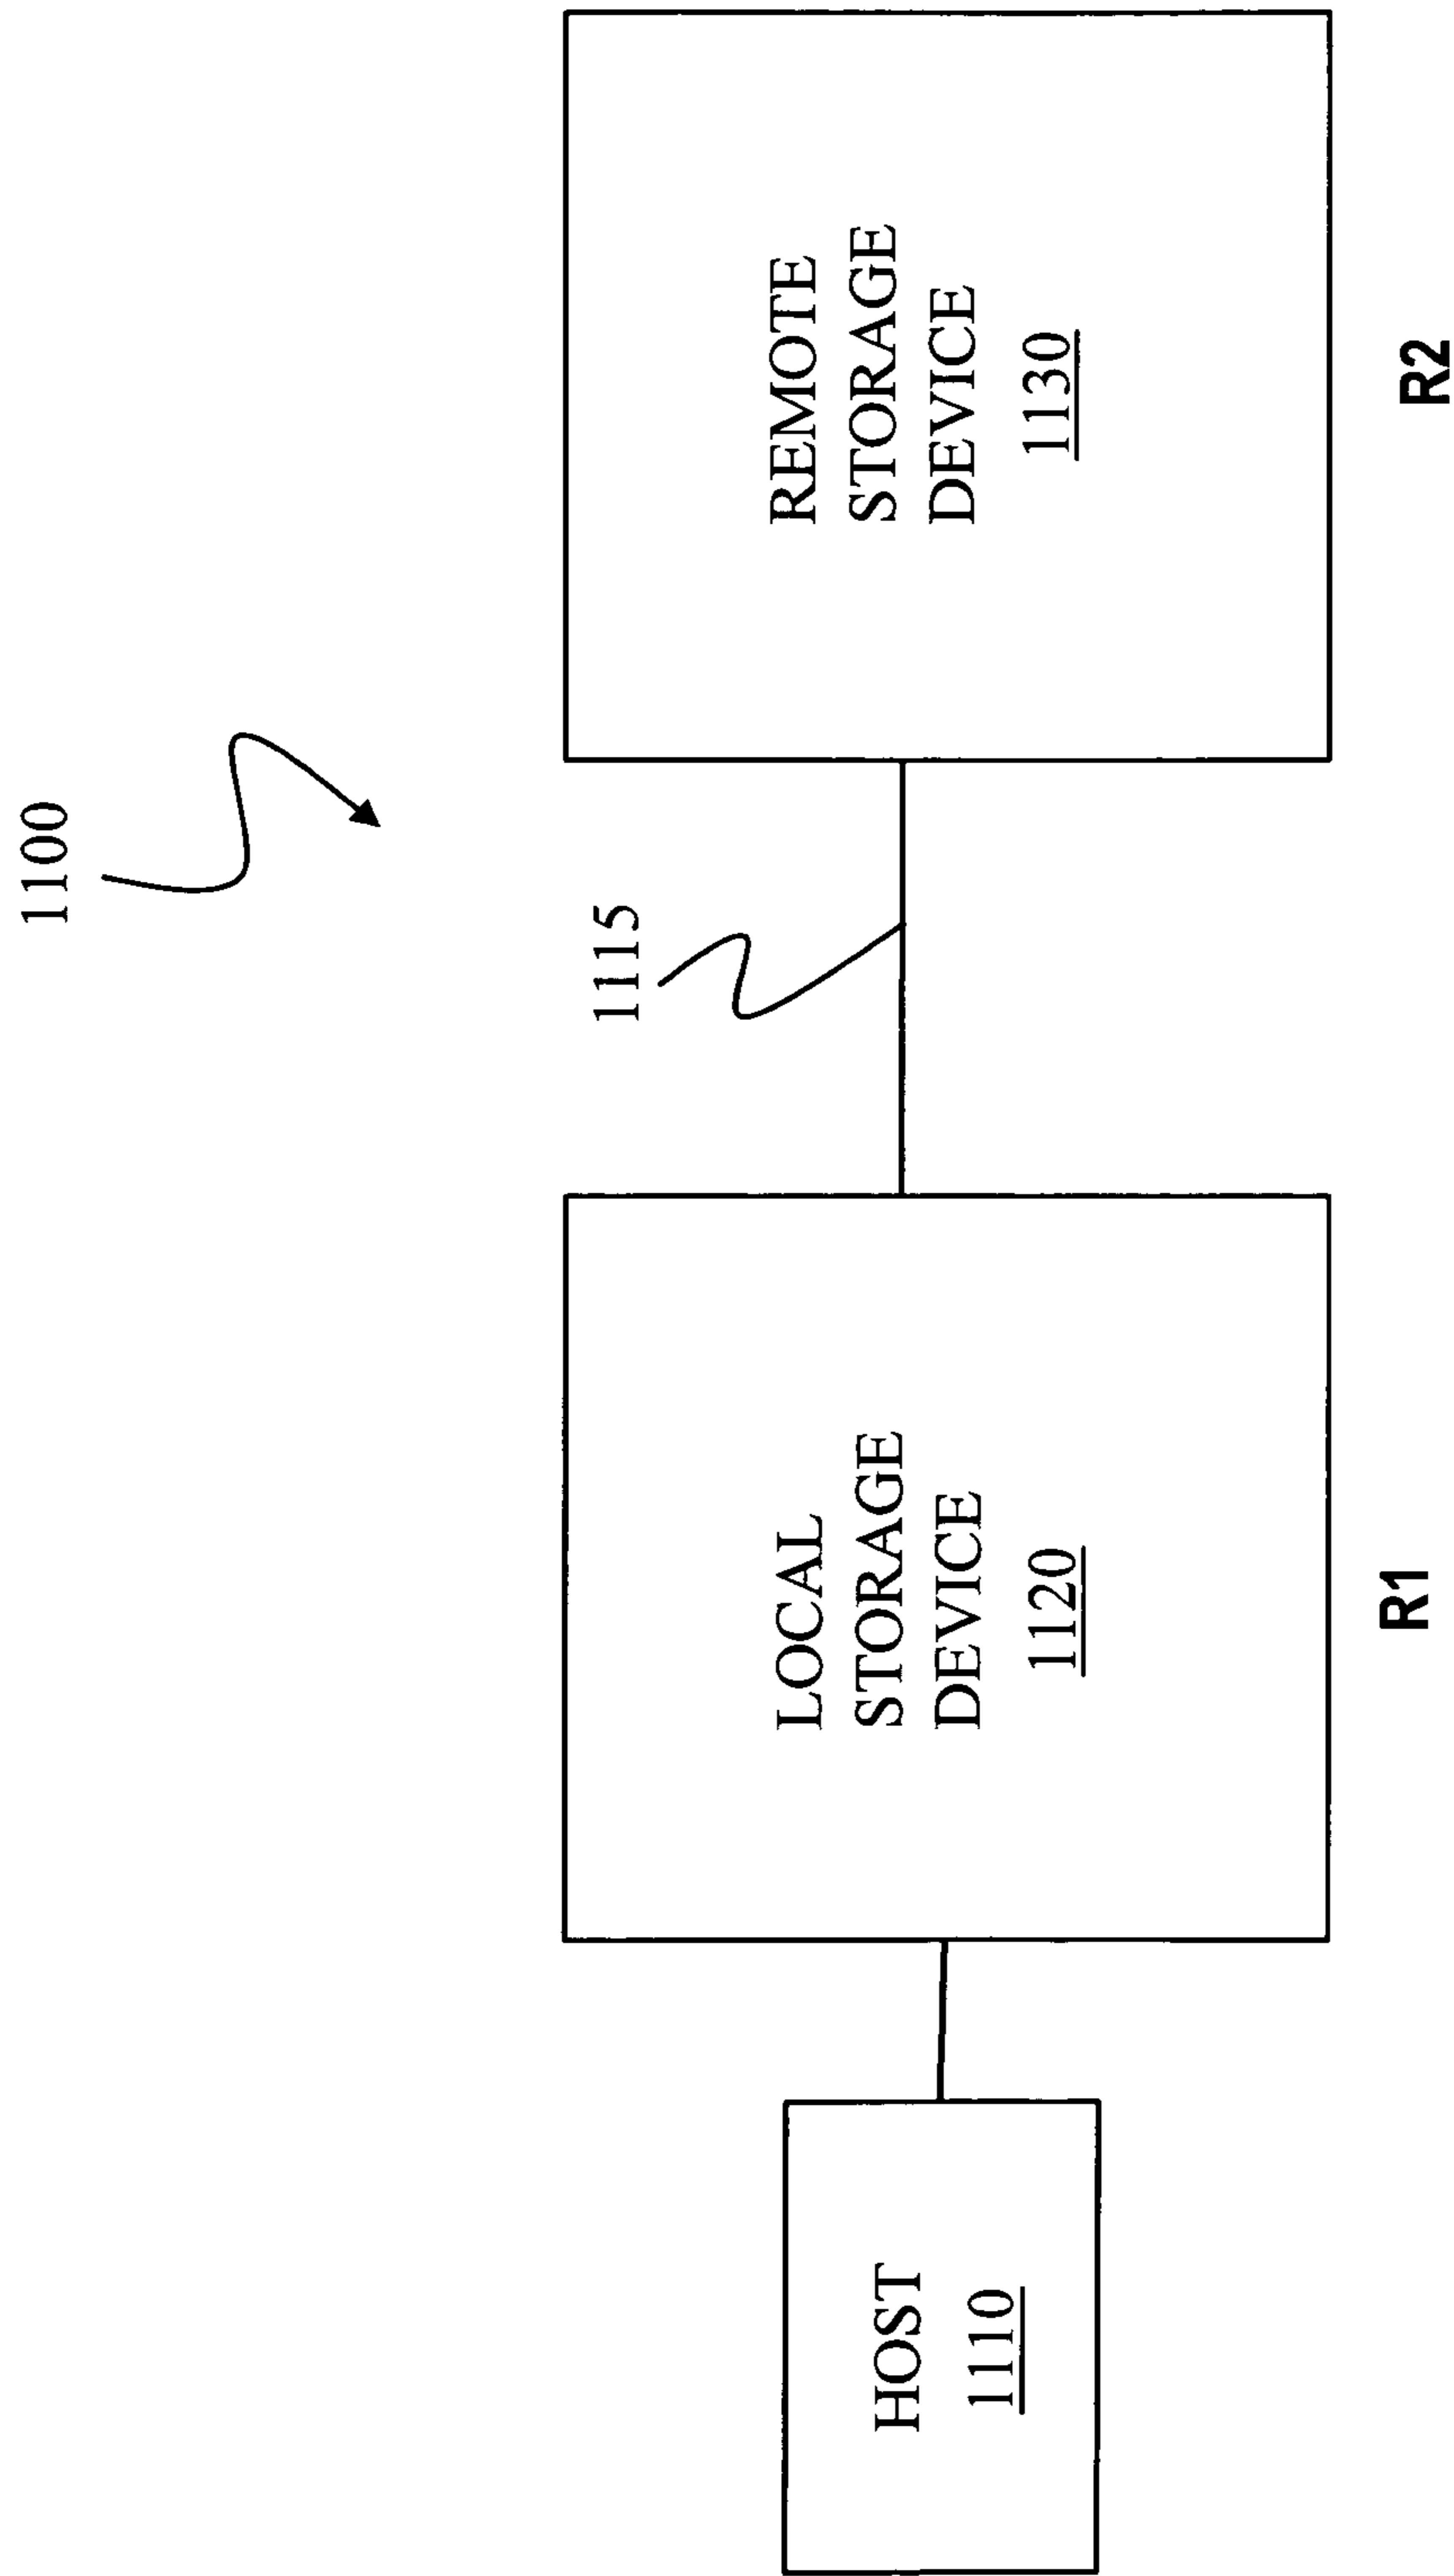 1100
1115
HOST
1110
LOCAL
STORAGE
DEVICE
1120
R1
REMOTE
STORAGE
DEVICE
1130
R2